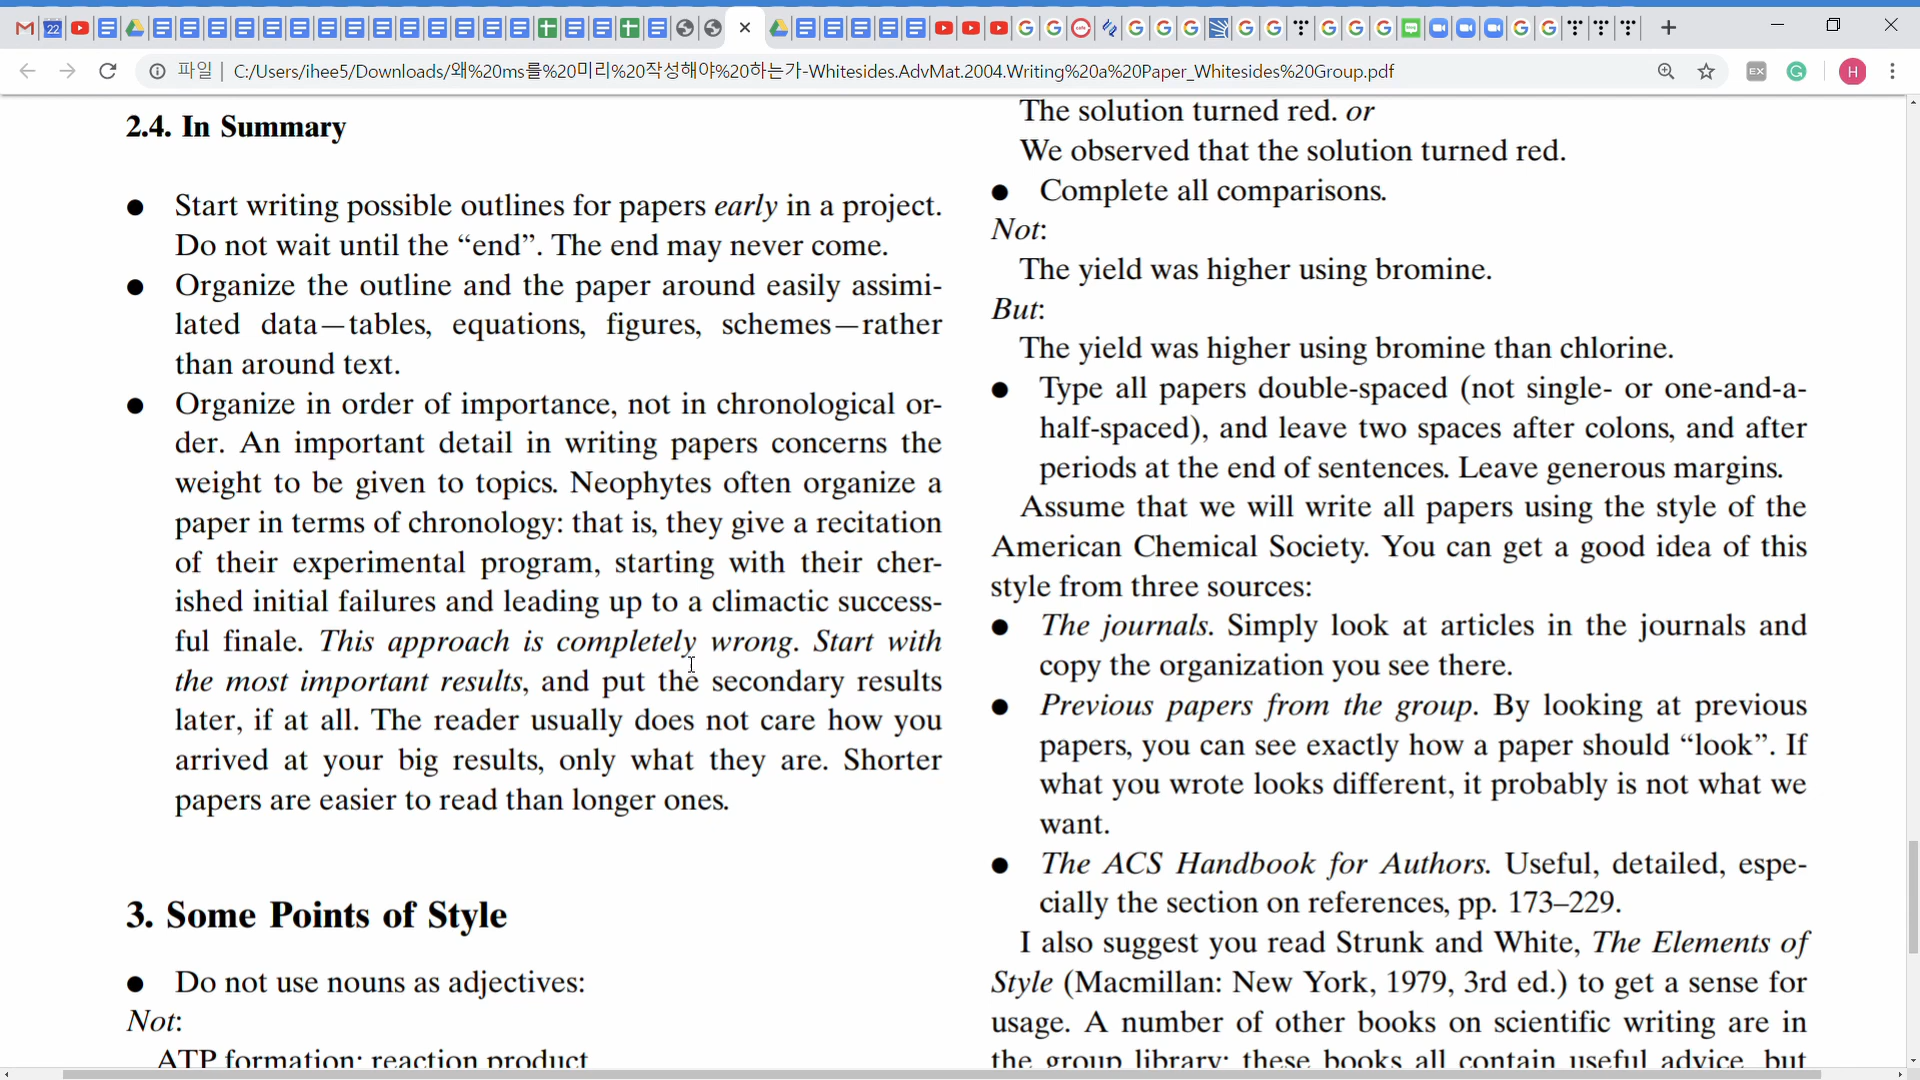 22
파일
C:/Users/ihee5/Downloads/왜%20ms를%20미리%20작성해야%20하는가-Whitesides.AdvMat.2004.Writing%20a%20Paper_Whitesides%20Group.pdf
EX
H
2.4. In Summary
● Start writing possible outlines for papers early in a project.
Do not wait until the “end”. The end may never come.
● Organize the outline and the paper around easily assimi-
lated data—tables, equations, figures, schemes—rather
than around text.
● Organize in order of importance, not in chronological or-
der. An important detail in writing papers concerns the
weight to be given to topics. Neophytes often organize a
paper in terms of chronology: that is, they give a recitation
of their experimental program, starting with their cher-
ished initial failures and leading up to a climactic success-
ful finale. This approach is completely wrong. Start with
the most important results, and put the secondary results
later, if at all. The reader usually does not care how you
arrived at your big results, only what they are. Shorter
papers are easier to read than longer ones.
3. Some Points of Style
● Do not use nouns as adjectives:
Not:
ATP formation; reaction product
The solution turned red. or
We observed that the solution turned red.
● Complete all comparisons.
Not:
The yield was higher using bromine.
But:
The yield was higher using bromine than chlorine.
● Type all papers double-spaced (not single- or one-and-a-
half-spaced), and leave two spaces after colons, and after
periods at the end of sentences. Leave generous margins.
Assume that we will write all papers using the style of the
American Chemical Society. You can get a good idea of this
style from three sources:
● The journals. Simply look at articles in the journals and
copy the organization you see there.
● Previous papers from the group. By looking at previous
papers, you can see exactly how a paper should “look”. If
what you wrote looks different, it probably is not what we
want.
● The ACS Handbook for Authors. Useful, detailed, espe-
cially the section on references, pp. 173–229.
I also suggest you read Strunk and White, The Elements of
Style (Macmillan: New York, 1979, 3rd ed.) to get a sense for
usage. A number of other books on scientific writing are in
the group library; these books all contain useful advice, but